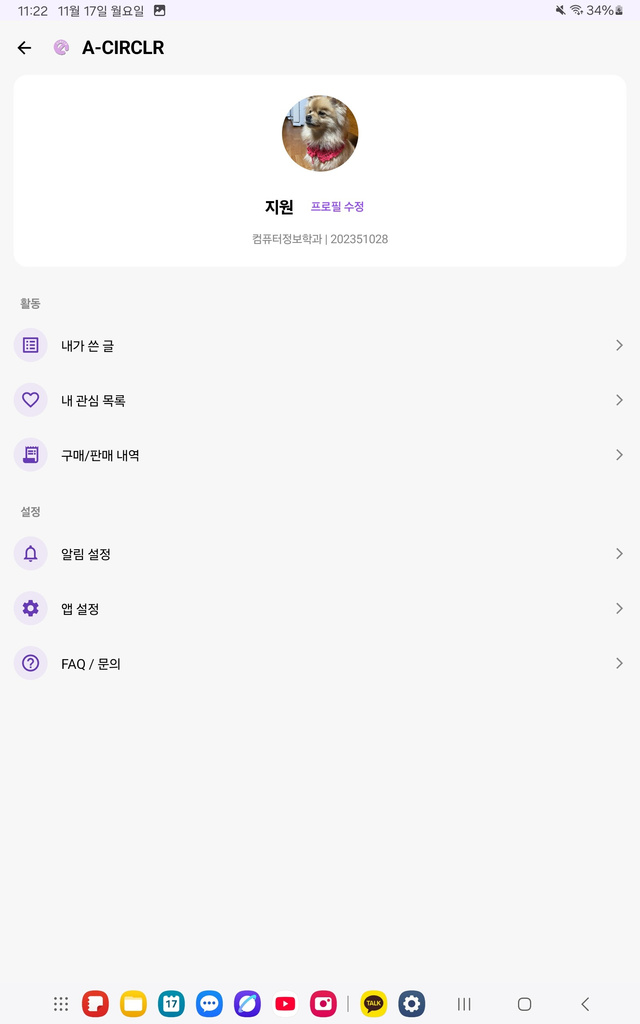 11:22 11월 17일 월요일 34%
A-CIRCLR
지원 프로필 수정
컴퓨터정보학과 | 202351028
활동
내가 쓴 글
내 관심 목록
구매/판매 내역
설정
알림 설정
앱 설정
FAQ / 문의
17 TALK